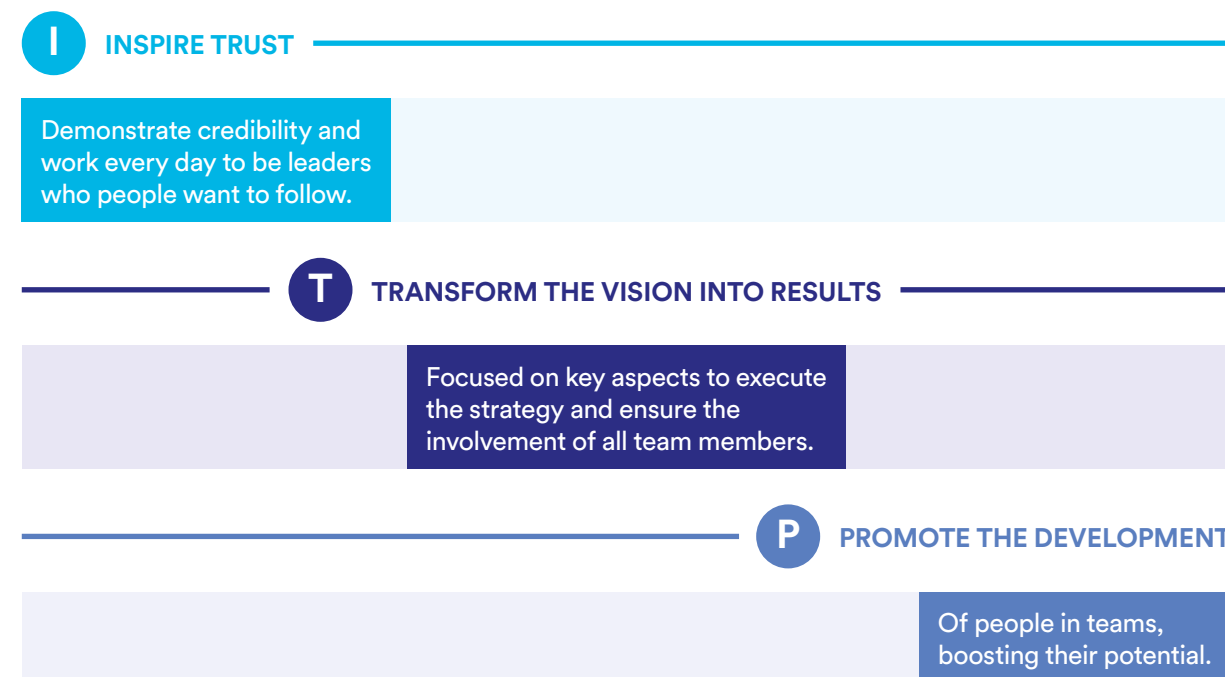 I
INSPIRE TRUST
Demonstrate credibility and
work every day to be leaders
who people want to follow.
T
TRANSFORM THE VISION INTO RESULTS
Focused on key aspects to execute
the strategy and ensure the
involvement of all team members.
P
PROMOTE THE DEVELOPMENT
Of people in teams,
boosting their potential.